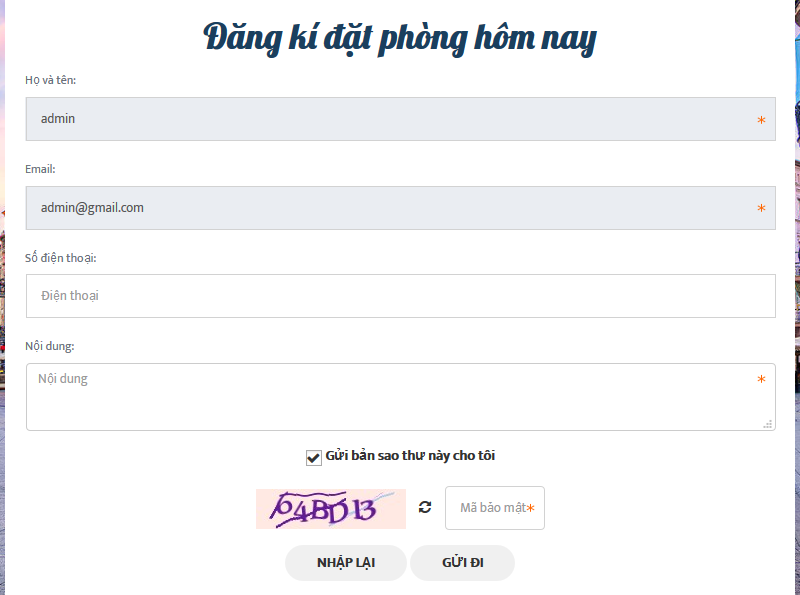 Đăng kí đặt phòng hôm nay
Họ và tên:
admin *
Email:
admin@gmail.com *
Số điện thoại:
Điện thoại
Nội dung:
Nội dung *
Gửi bản sao thư này cho tôi
64BD13 Mã bảo mật*
NHẬP LẠI GỬI ĐI